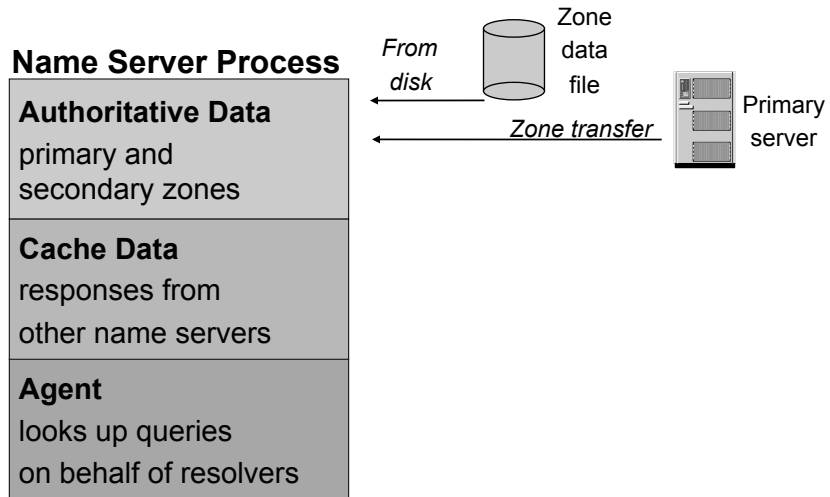 Name Server Process
Authoritative Data
primary and
secondary zones
Cache Data
responses from
other name servers
Agent
looks up queries
on behalf of resolvers
From
disk
Zone
data
file
Zone transfer
Primary
server